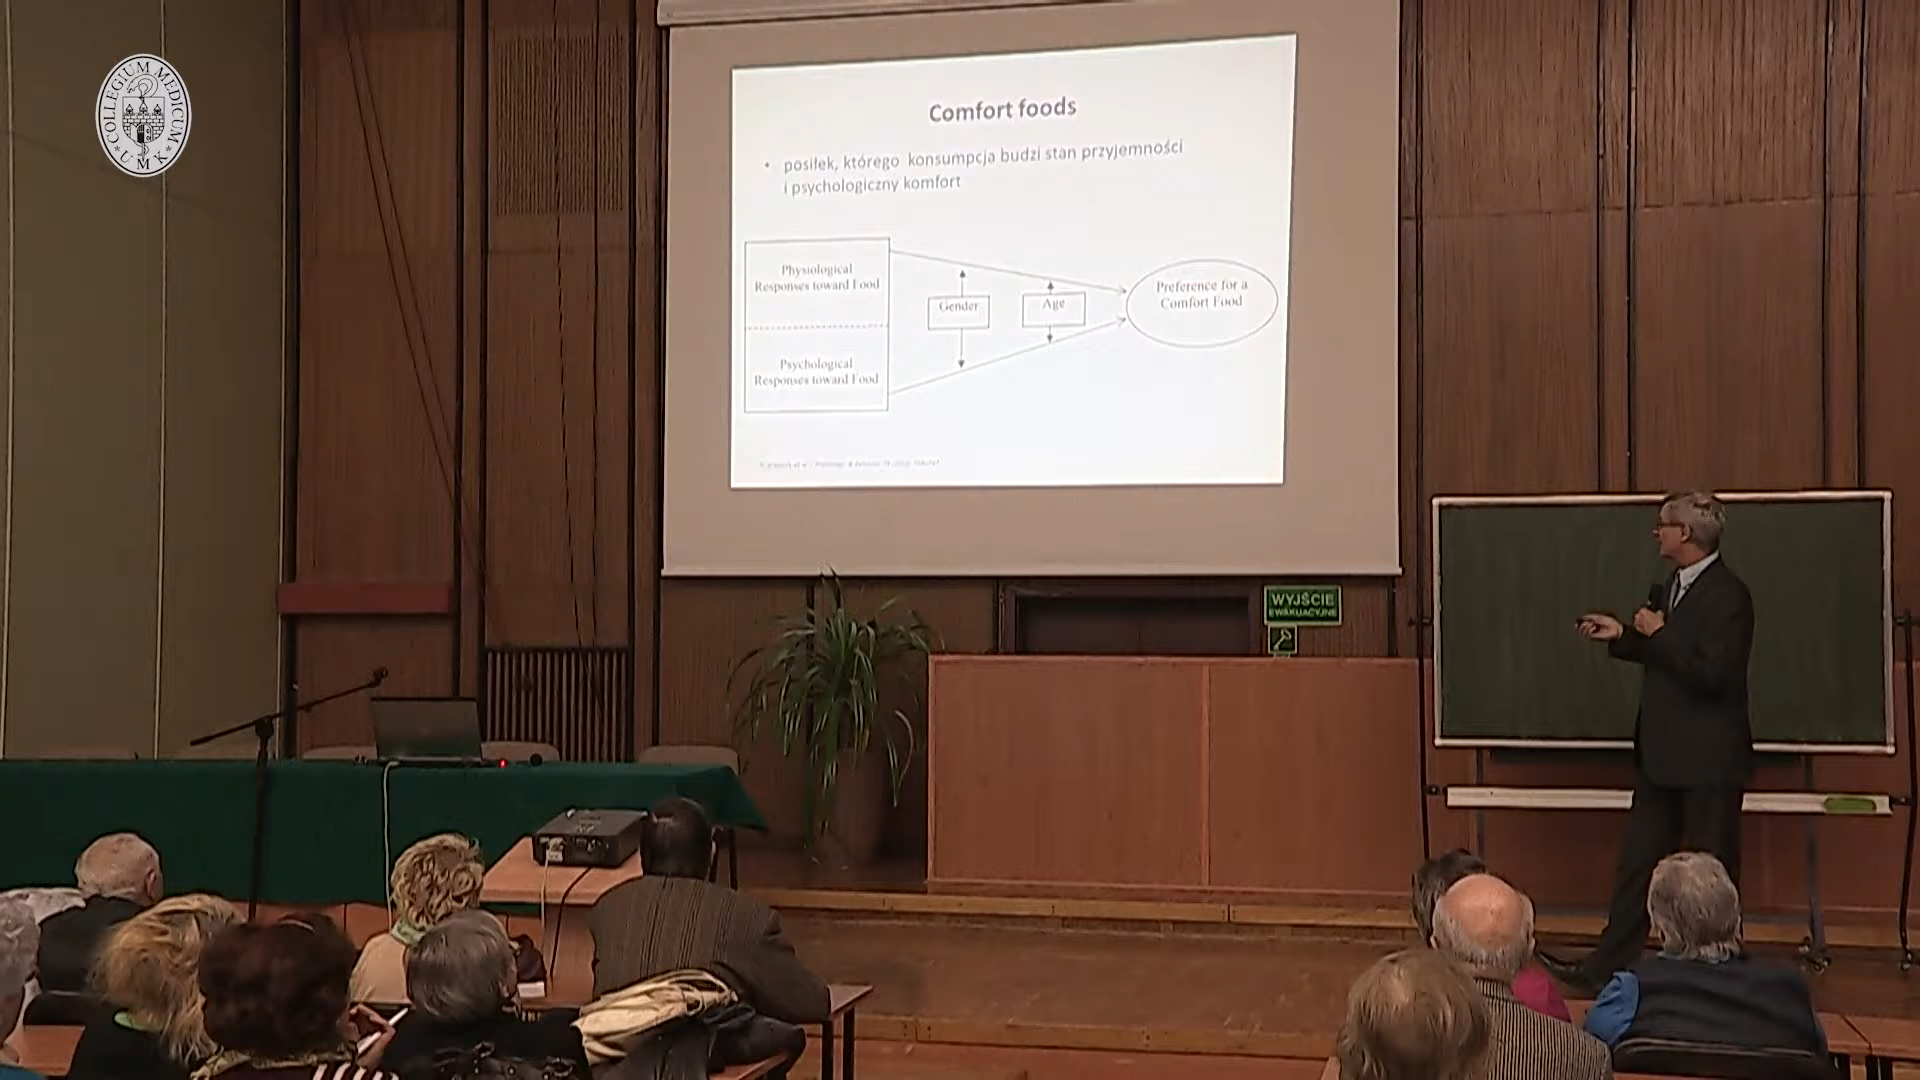 COLLEGIUM MEDICUM
* UMK *
Comfort foods
• posiłek, którego konsumpcja budzi stan przyjemności
i psychologiczny komfort
Physiological
Responses toward Food
Gender
Age
Preference for a
Comfort Food
Psychological
Responses toward Food
WYJŚCIE
EWAKUACYJNE